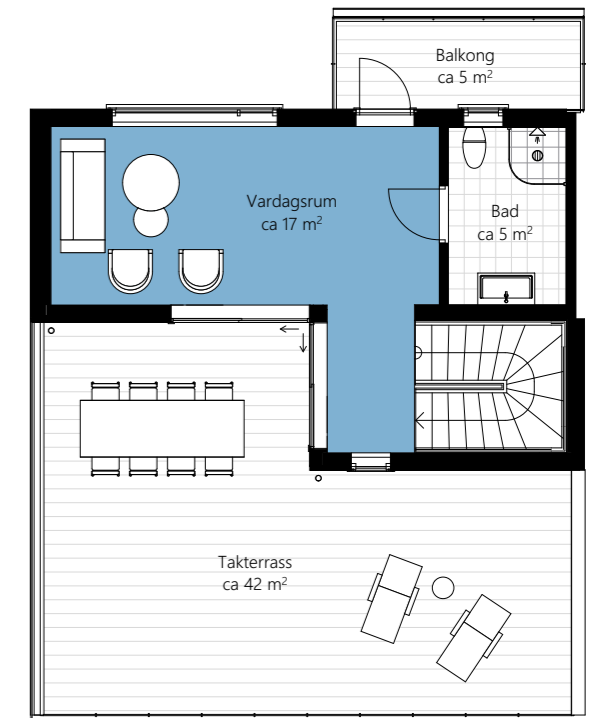 Balkong
ca 5 m²
Vardagsrum
ca 17 m²
Bad
ca 5 m²
Takterrass
ca 42 m²